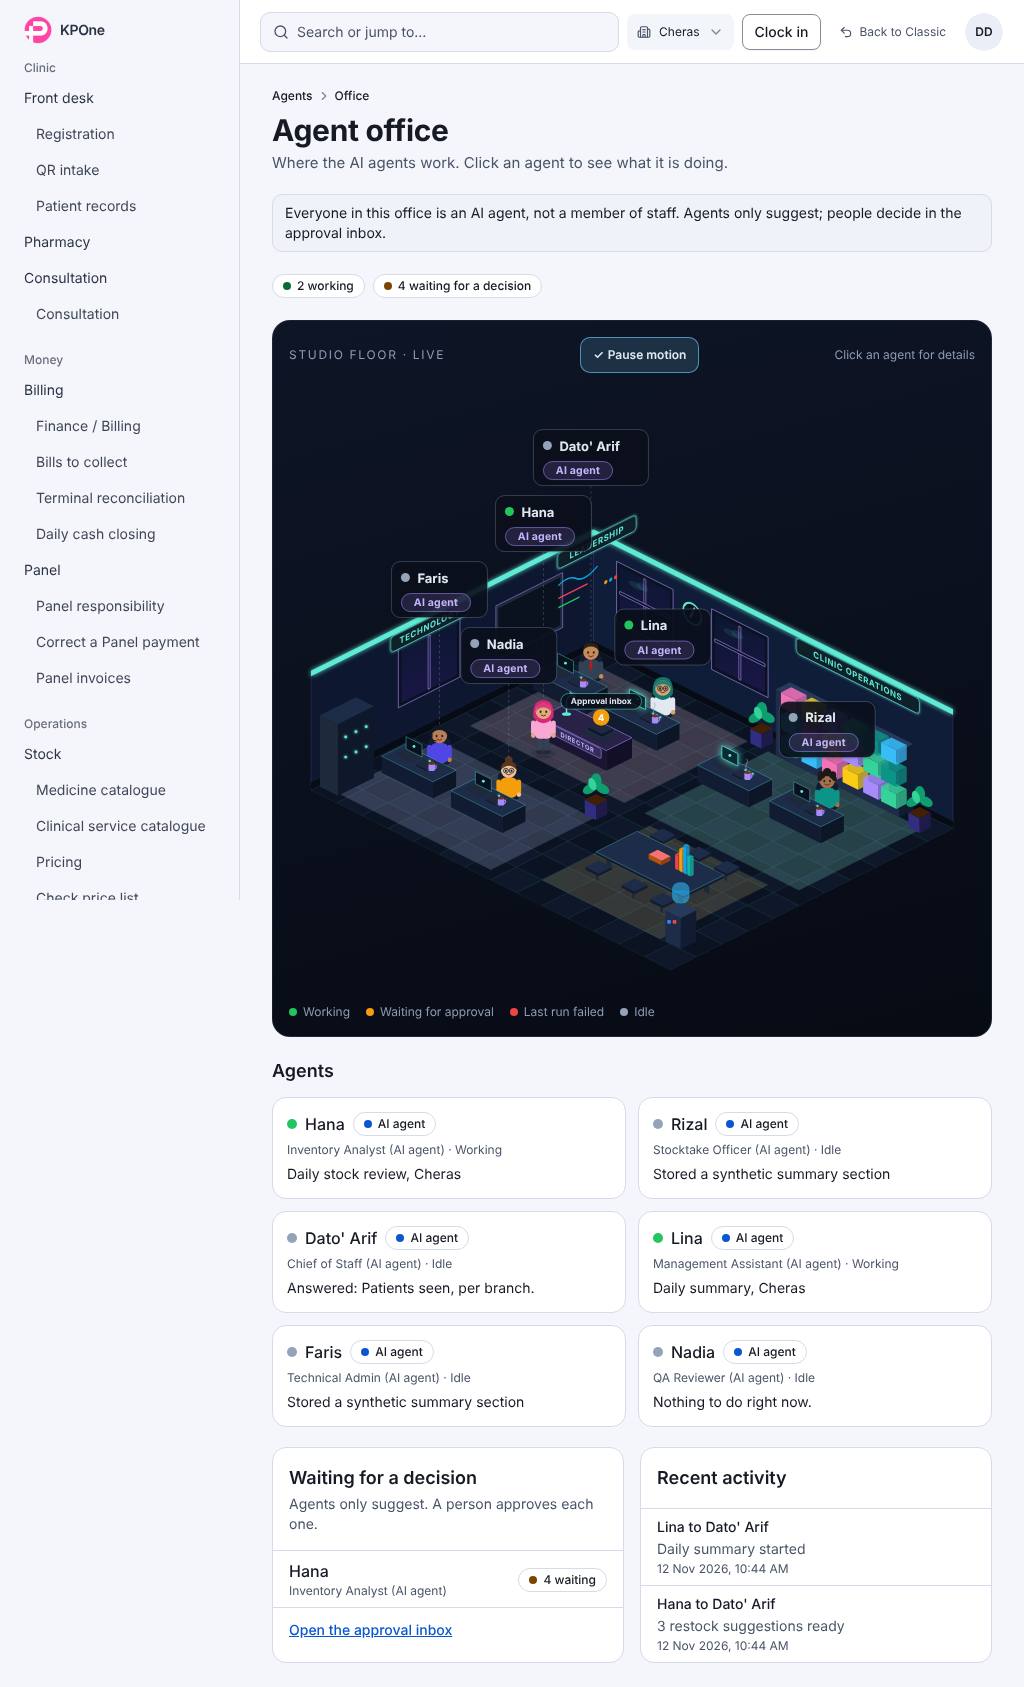 KPOne
Clinic
Front desk
Registration
QR intake
Patient records
Pharmacy
Consultation
Consultation
Money
Billing
Finance / Billing
Bills to collect
Terminal reconciliation
Daily cash closing
Panel
Panel responsibility
Correct a Panel payment
Panel invoices
Operations
Stock
Medicine catalogue
Clinical service catalogue
Pricing
Check price list
Search or jump to...
Cheras
Clock in
Back to Classic
DD
Agents > Office
Agent office
Where the AI agents work. Click an agent to see what it is doing.
Everyone in this office is an AI agent, not a member of staff. Agents only suggest; people decide in the
approval inbox.
2 working
4 waiting for a decision
STUDIO FLOOR · LIVE
✓ Pause motion
Click an agent for details
Dato' Arif
AI agent
Hana
AI agent
Faris
AI agent
Nadia
AI agent
Lina
AI agent
Rizal
AI agent
CLINIC OPERATIONS
Approval inbox
4
DIRECTOR
Working
Waiting for approval
Last run failed
Idle
Agents
Hana AI agent
Inventory Analyst (AI agent) · Working
Daily stock review, Cheras
Rizal AI agent
Stocktake Officer (AI agent) · Idle
Stored a synthetic summary section
Dato' Arif AI agent
Chief of Staff (AI agent) · Idle
Answered: Patients seen, per branch.
Lina AI agent
Management Assistant (AI agent) · Working
Daily summary, Cheras
Faris AI agent
Technical Admin (AI agent) · Idle
Stored a synthetic summary section
Nadia AI agent
QA Reviewer (AI agent) · Idle
Nothing to do right now.
Waiting for a decision
Agents only suggest. A person approves each
one.
Hana
Inventory Analyst (AI agent)
4 waiting
Open the approval inbox
Recent activity
Lina to Dato' Arif
Daily summary started
12 Nov 2026, 10:44 AM
Hana to Dato' Arif
3 restock suggestions ready
12 Nov 2026, 10:44 AM